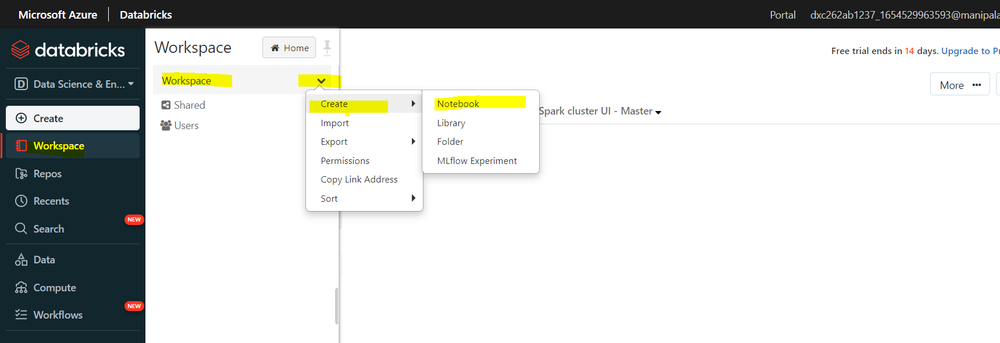 Microsoft Azure Databricks
Portal dxc262ab1237_1654529963593@manipala
databricks
Data Science & En...
Create
Workspace
Repos
Recents
NEW
Search
Data
Compute
NEW
Workflows
Workspace
Home
Workspace
Shared
Users
Create
Import
Export
Permissions
Copy Link Address
Sort
Notebook
Library
Folder
MLflow Experiment
Free trial ends in 14 days. Upgrade to Pr
More
Spark cluster UI - Master